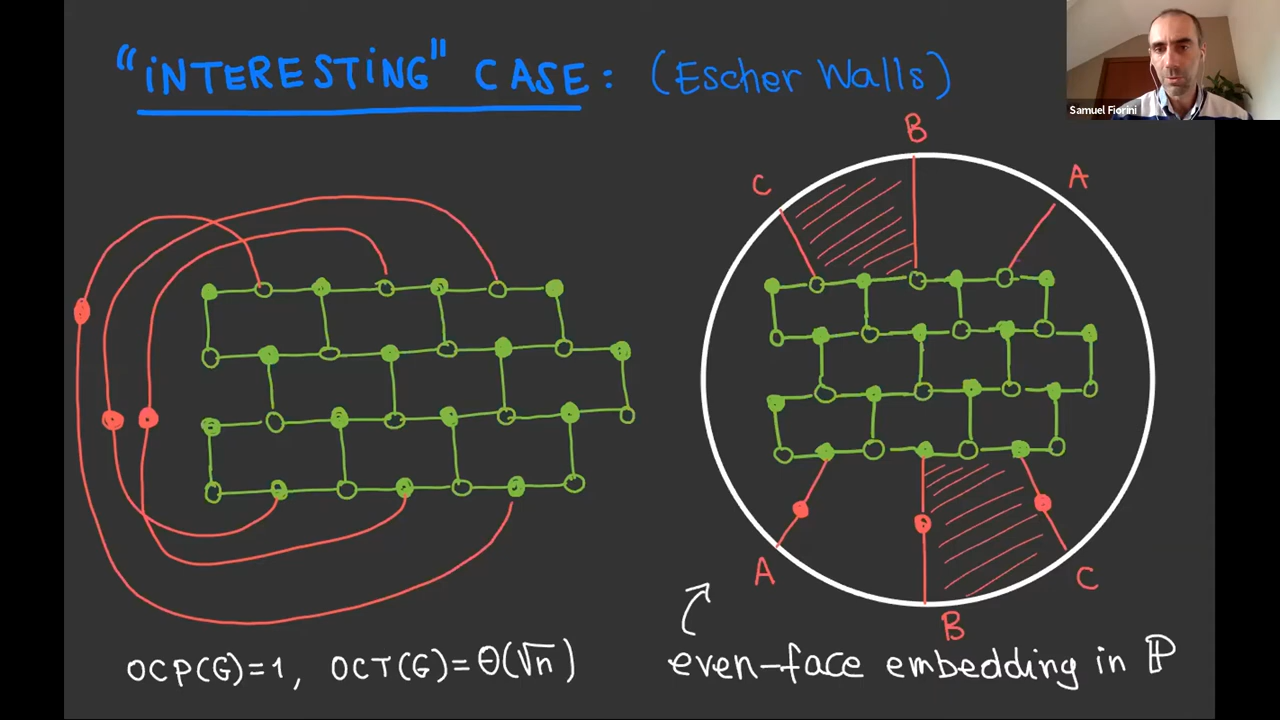 "iNTERESTiNG" CASE: (Escher Walls)
Samuel Fiorini
B
C
A
A
C
B
OCP(G)=1, OCT(G)=Θ(√n)
even-face embedding in ℙ